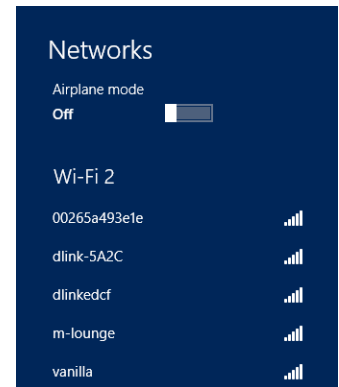 Networks
Airplane mode
Off
Wi-Fi 2
00265a493e1e
dlink-5A2C
dlinkedcf
m-lounge
vanilla